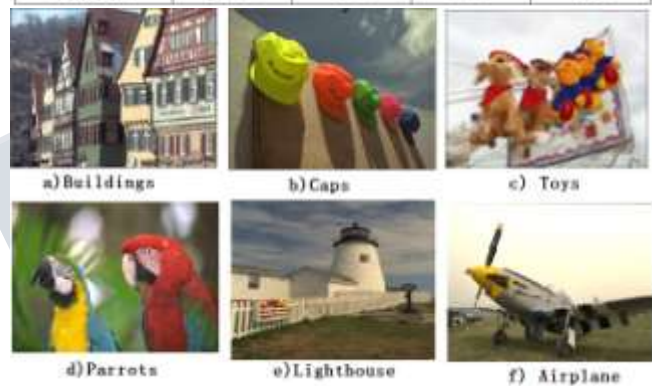 a)Buildings
b)Caps
c) Toys
d)Parrots
e)Lighthouse
f) Airplane